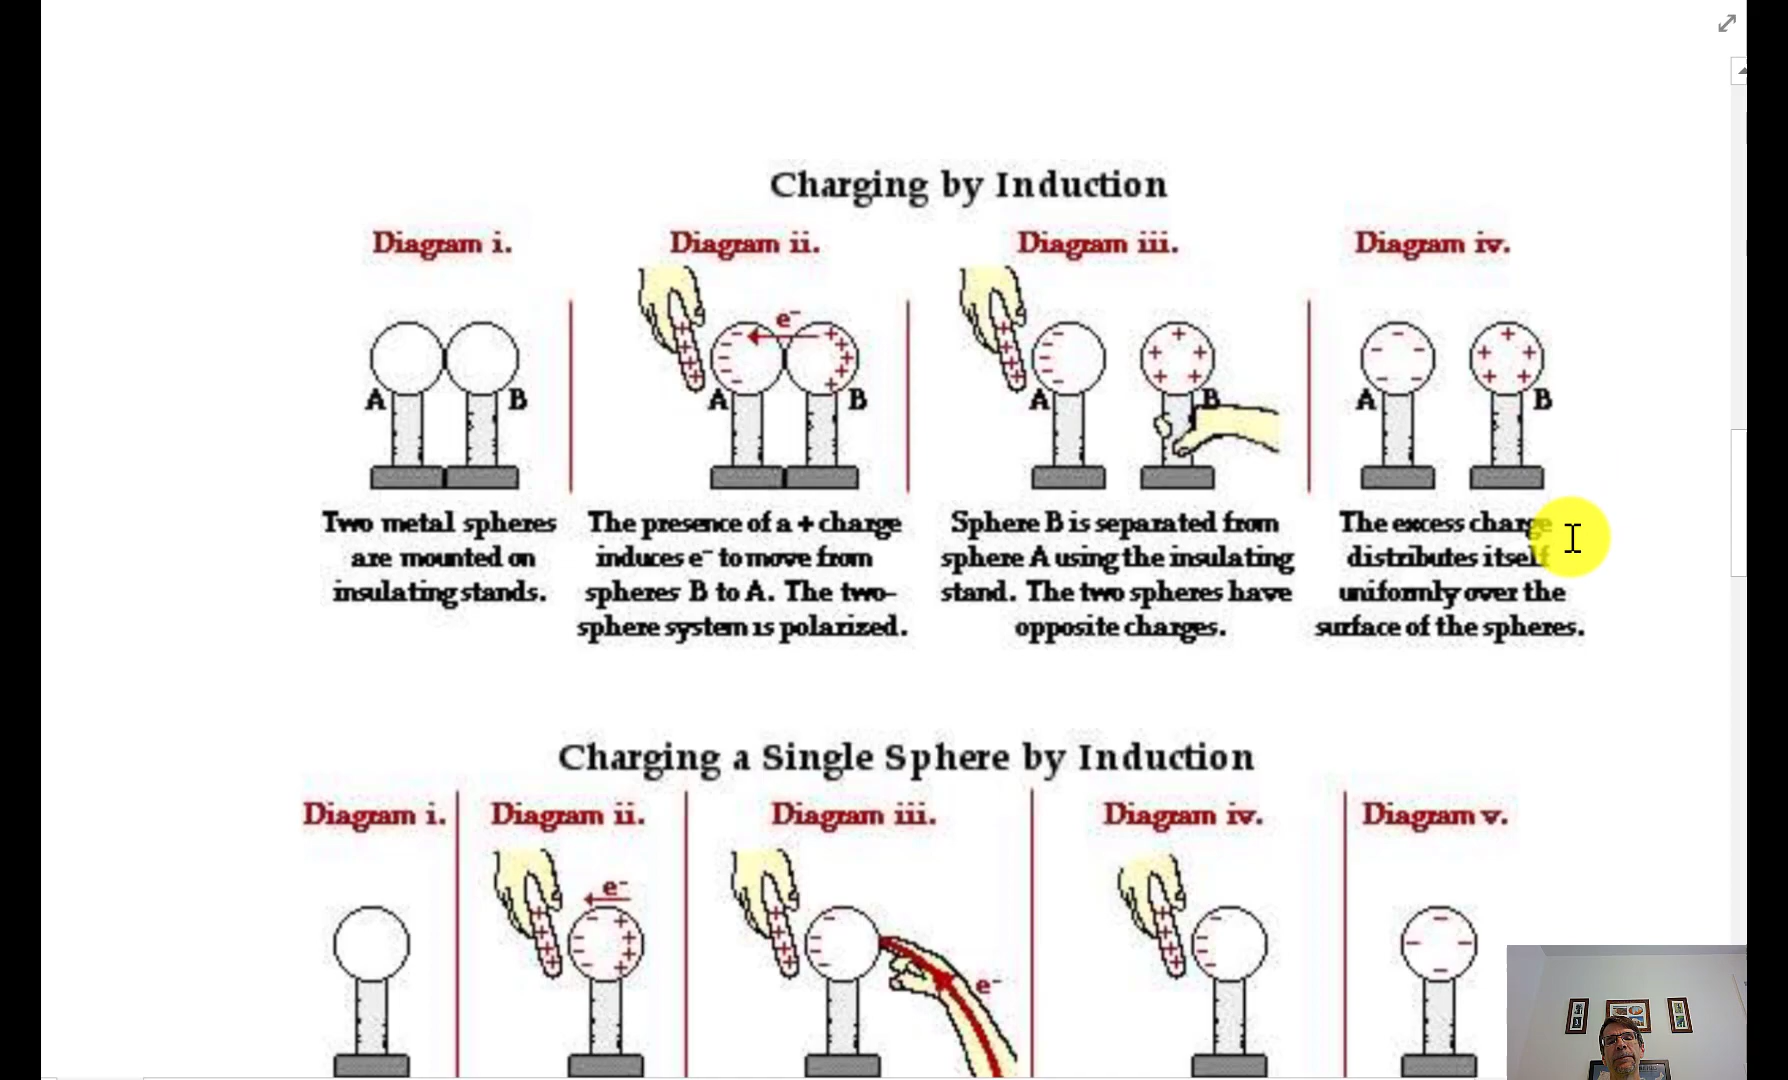 Charging by Induction
Diagram i.
Diagram ii.
Diagram iii.
Diagram iv.
e⁻
A B
A B
A B
A B
Two metal spheres
are mounted on
insulating stands.
The presence of a + charge
induces e⁻ to move from
spheres B to A. The two-
sphere system is polarized.
Sphere B is separated from
sphere A using the insulating
stand. The two spheres have
opposite charges.
The excess charge
distributes itself
uniformly over the
surface of the spheres.
Charging a Single Sphere by Induction
Diagram i.
Diagram ii.
Diagram iii.
Diagram iv.
Diagram v.
e⁻
e⁻